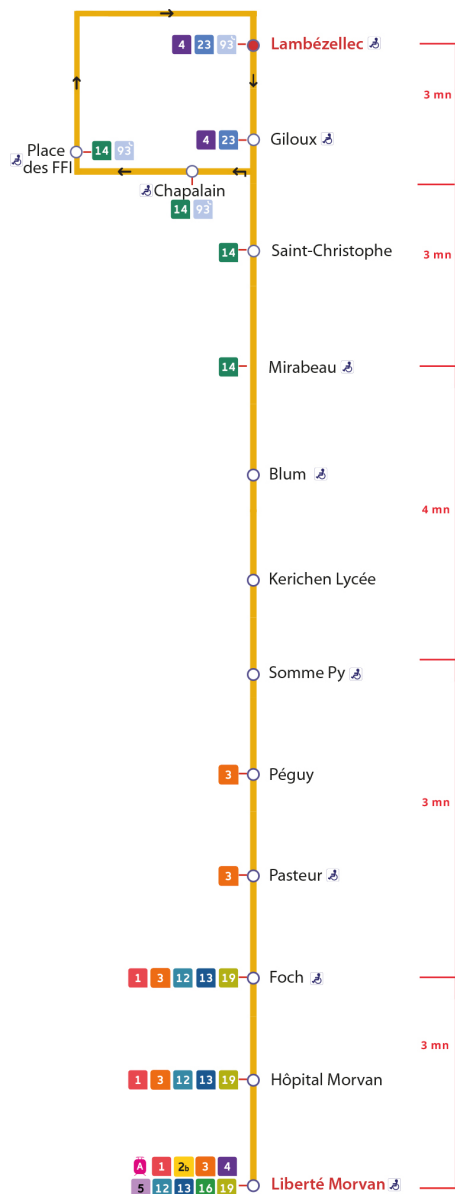 4 23 93 Lambézellec
3 mn
Place
des FFI
14 93
4 23 Giloux
Chapalain
14 93
14 Saint-Christophe
3 mn
14 Mirabeau
Blum
4 mn
Kerichen Lycée
Somme Py
3 Péguy
3 mn
3 Pasteur
1 3 12 13 19 Foch
3 mn
1 3 12 13 19 Hôpital Morvan
A 1 2b 3 4
5 12 13 16 19 Liberté Morvan